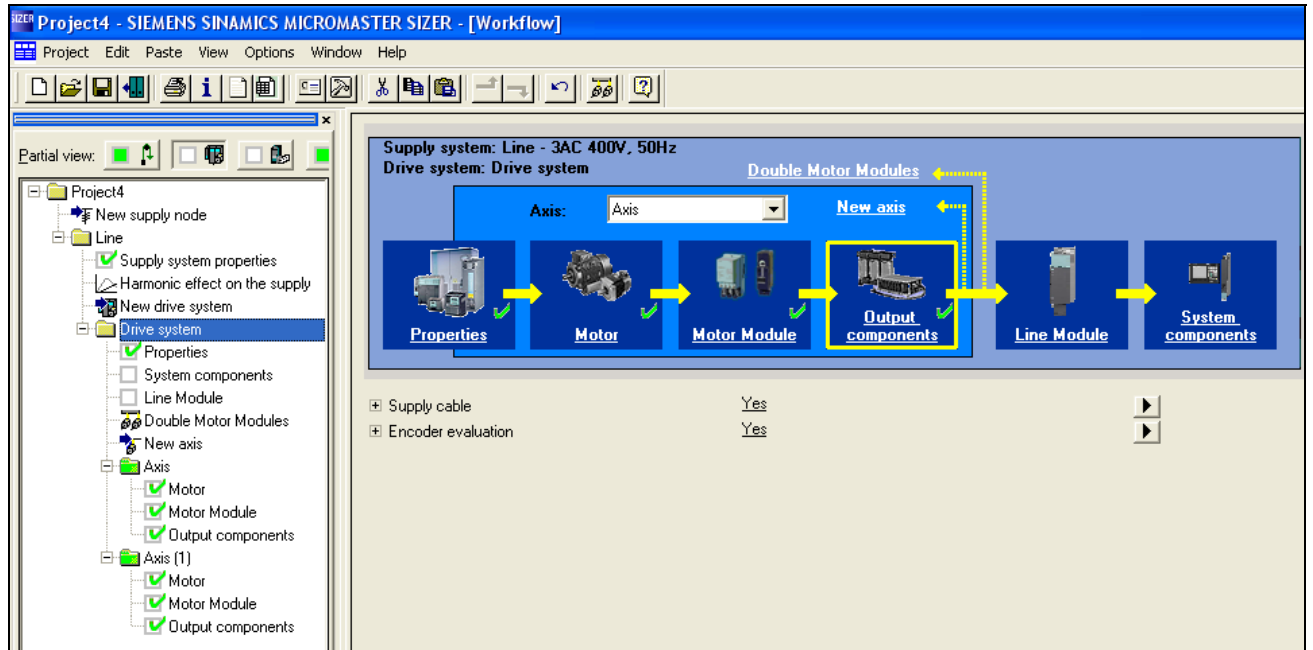 Project4 - SIEMENS SINAMICS MICROMASTER SIZER - [Workflow]
Project Edit Paste View Options Window Help
Partial view:
Project4
New supply node
Line
Supply system properties
Harmonic effect on the supply
New drive system
Drive system
Properties
System components
Line Module
Double Motor Modules
New axis
Axis
Motor
Motor Module
Output components
Axis (1)
Motor
Motor Module
Output components
Supply system: Line - 3AC 400V, 50Hz
Drive system: Drive system
Double Motor Modules
Axis: Axis New axis
Properties
Motor
Motor Module
Output
components
Line Module
System
components
Supply cable Yes
Encoder evaluation Yes